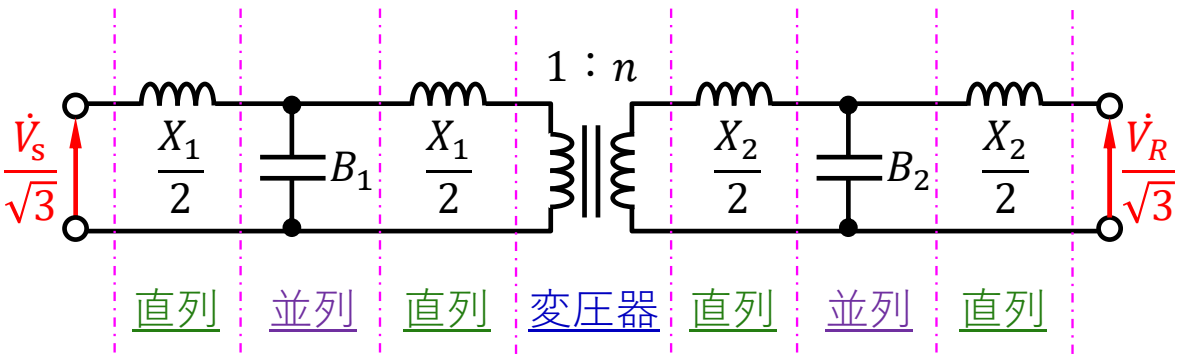 1：n
V̇s/√3
X1/2
B1
X1/2
X2/2
B2
X2/2
V̇R/√3
直列
並列
直列
変圧器
直列
並列
直列